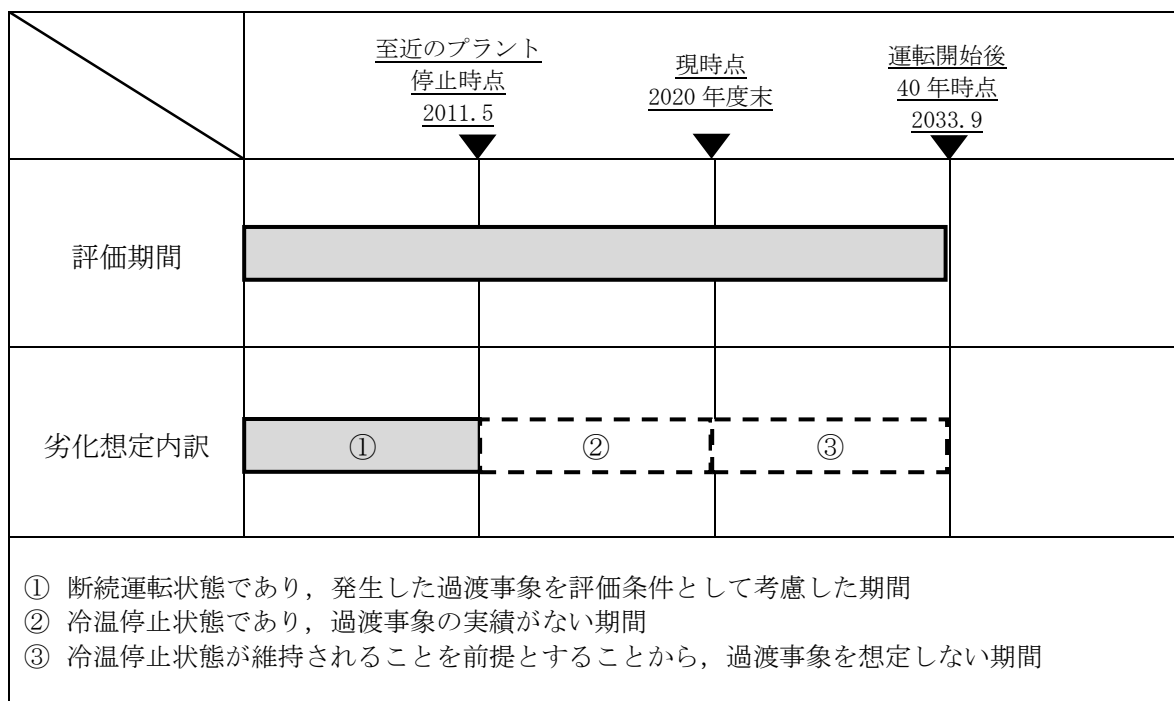 至近のプラント
停止時点
2011.5
現時点
2020 年度末
運転開始後
40 年時点
2033.9
評価期間
劣化想定内訳
①
②
③
① 断続運転状態であり，発生した過渡事象を評価条件として考慮した期間
② 冷温停止状態であり，過渡事象の実績がない期間
③ 冷温停止状態が維持されることを前提とすることから，過渡事象を想定しない期間